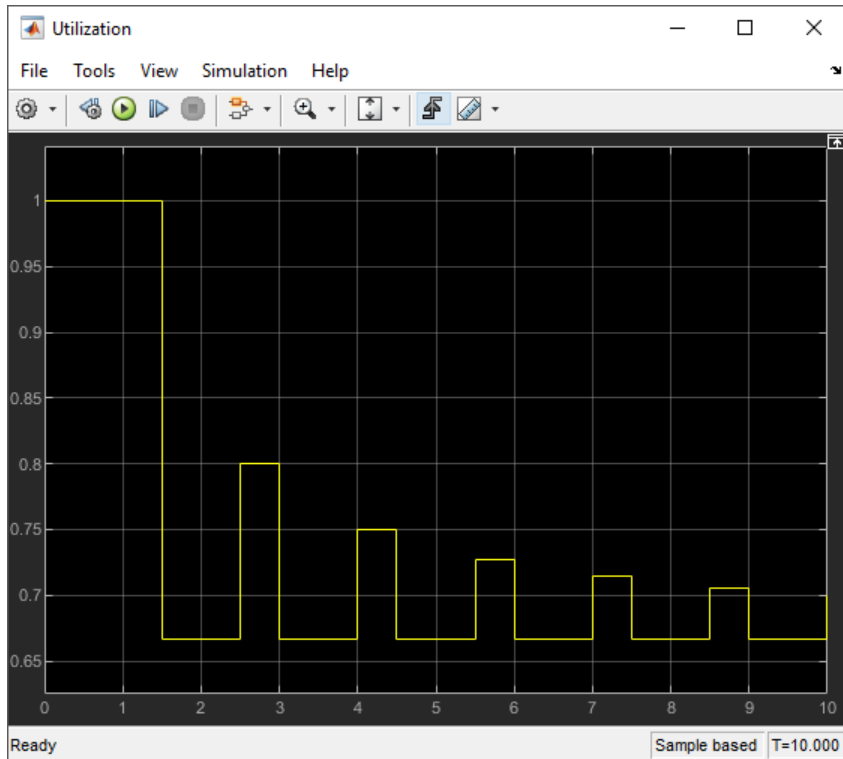 Utilization
File Tools View Simulation Help
1
0.95
0.9
0.85
0.8
0.75
0.7
0.65
0 1 2 3 4 5 6 7 8 9 10
Ready Sample based T=10.000